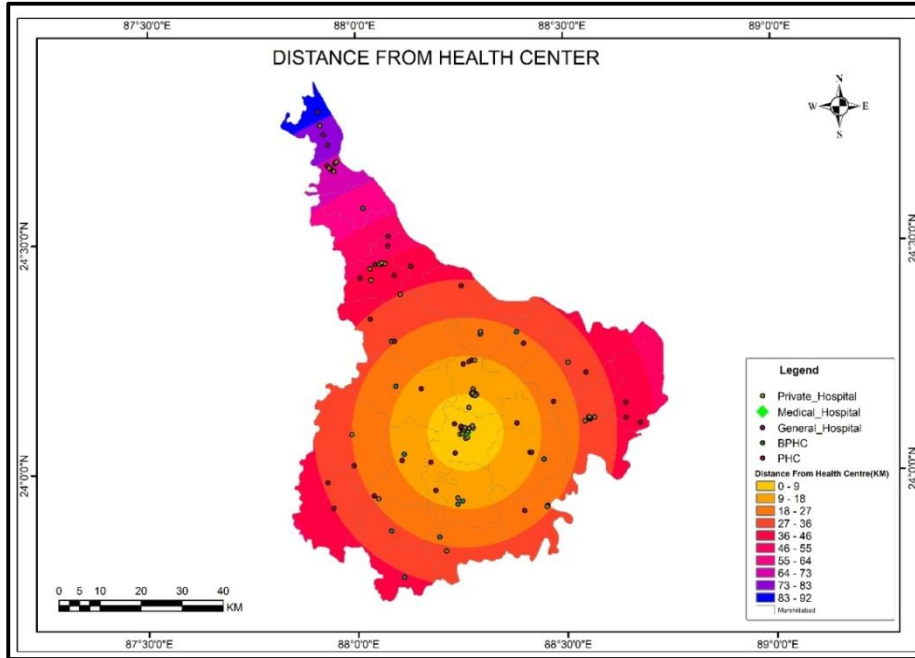 87°30'0"E 88°0'0"E 88°30'0"E 89°0'0"E
DISTANCE FROM HEALTH CENTER
N
W E
S
24°30'0"N 24°30'0"N
24°0'0"N 24°0'0"N
Legend
Private_Hospital
Medical_Hospital
General_Hospital
BPHC
PHC
Distance From Health Centre(KM)
0 - 9
9 - 18
18 - 27
27 - 36
36 - 46
46 - 55
55 - 64
64 - 73
73 - 83
83 - 92
Murshidabad
0 5 10 20 30 40
KM
87°30'0"E 88°0'0"E 88°30'0"E 89°0'0"E